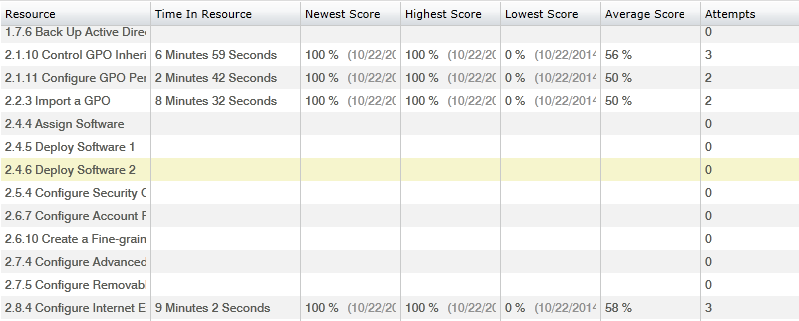 Resource Time In Resource Newest Score Highest Score Lowest Score Average Score Attempts
1.7.6 Back Up Active Dire 0
2.1.10 Control GPO Inheri 6 Minutes 59 Seconds 100 % (10/22/20 100 % (10/22/20 0 % (10/22/2014 56 % 3
2.1.11 Configure GPO Per 2 Minutes 42 Seconds 100 % (10/22/20 100 % (10/22/20 0 % (10/22/2014 50 % 2
2.2.3 Import a GPO 8 Minutes 32 Seconds 100 % (10/22/20 100 % (10/22/20 0 % (10/22/2014 50 % 2
2.4.4 Assign Software 0
2.4.5 Deploy Software 1 0
2.4.6 Deploy Software 2 0
2.5.4 Configure Security C 0
2.6.7 Configure Account F 0
2.6.10 Create a Fine-grain 0
2.7.4 Configure Advanced 0
2.7.5 Configure Removab 0
2.8.4 Configure Internet E 9 Minutes 2 Seconds 100 % (10/22/20 100 % (10/22/20 0 % (10/22/2014 58 % 3